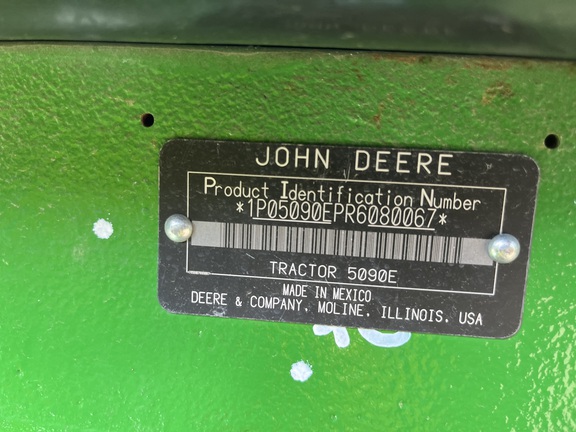 JOHN DEERE
Product Identification Number
*1P05090EPR6080067*
TRACTOR 5090E
MADE IN MEXICO
DEERE & COMPANY, MOLINE, ILLINOIS, USA